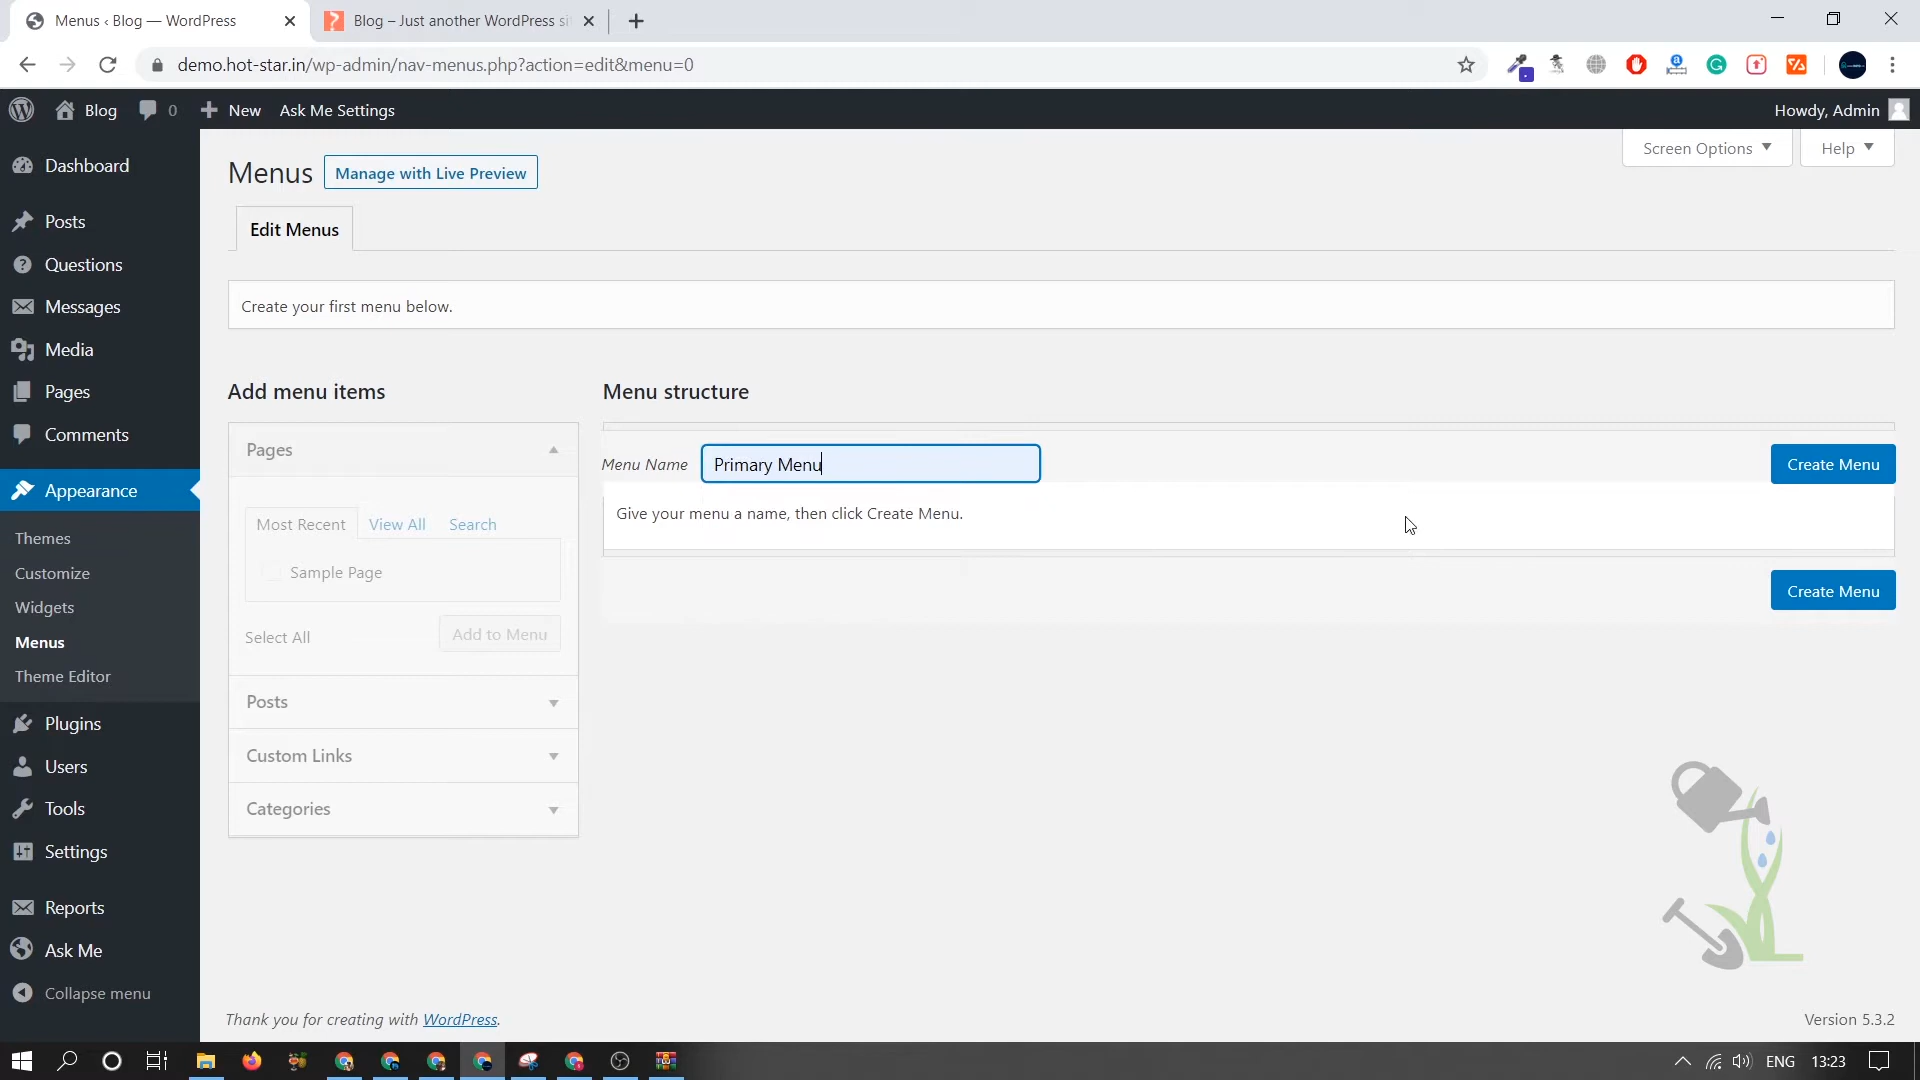 Menus ‹ Blog — WordPress
Blog – Just another WordPress si
demo.hot-star.in/wp-admin/nav-menus.php?action=edit&menu=0
Blog
0
New
Ask Me Settings
Howdy, Admin
Dashboard
Posts
Questions
Messages
Media
Pages
Comments
Appearance
Themes
Customize
Widgets
Menus
Theme Editor
Plugins
Users
Tools
Settings
Reports
Ask Me
Collapse menu
Screen Options
Help
Menus
Manage with Live Preview
Edit Menus
Create your first menu below.
Add menu items
Pages
Most Recent
View All
Search
Sample Page
Select All
Add to Menu
Posts
Custom Links
Categories
Menu structure
Menu Name
Primary Menu
Create Menu
Give your menu a name, then click Create Menu.
Create Menu
Thank you for creating with WordPress.
Version 5.3.2
ENG
13:23